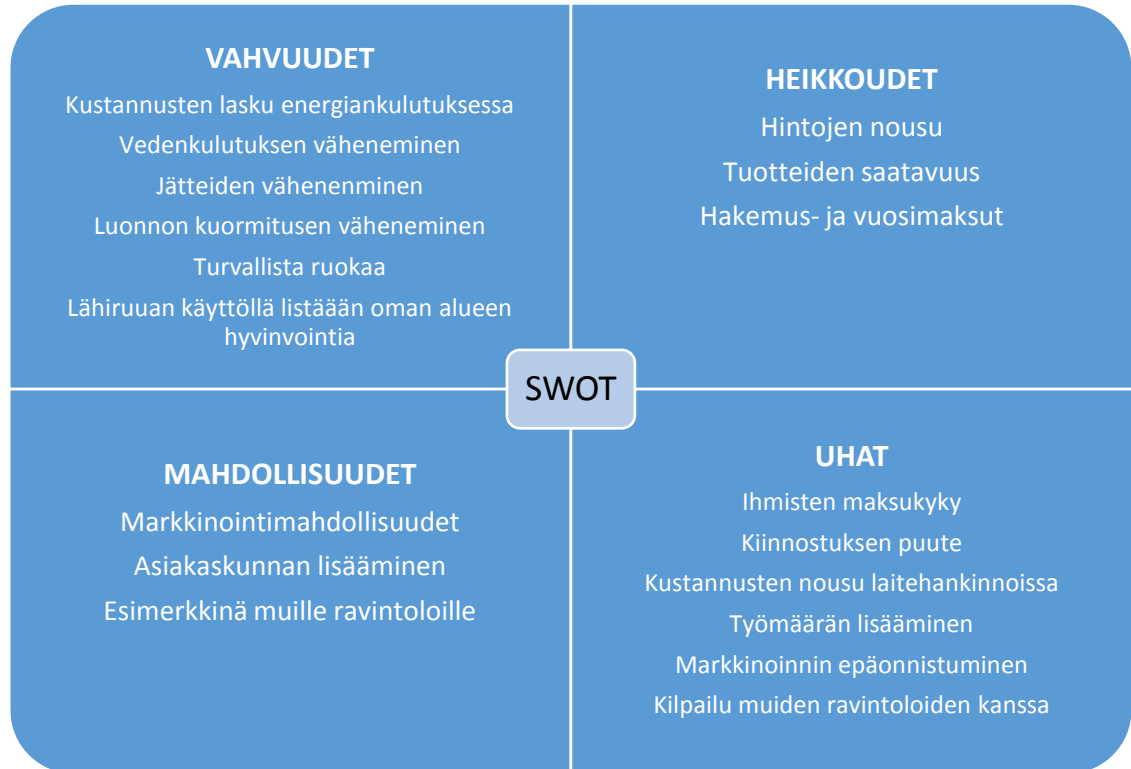 VAHVUUDET
Kustannusten lasku energiankulutuksessa
Vedenkulutuksen väheneminen
Jätteiden vähenenminen
Luonnon kuormitusen väheneminen
Turvallista ruokaa
Lähiruuan käyttöllä listäään oman alueen
hyvinvointia
HEIKKOUDET
Hintojen nousu
Tuotteiden saatavuus
Hakemus- ja vuosimaksut
SWOT
MAHDOLLISUUDET
Markkinointimahdollisuudet
Asiakaskunnan lisääminen
Esimerkkinä muille ravintoloille
UHAT
Ihmisten maksukyky
Kiinnostuksen puute
Kustannusten nousu laitehankinnoissa
Työmäärän lisääminen
Markkinoinnin epäonnistuminen
Kilpailu muiden ravintoloiden kanssa